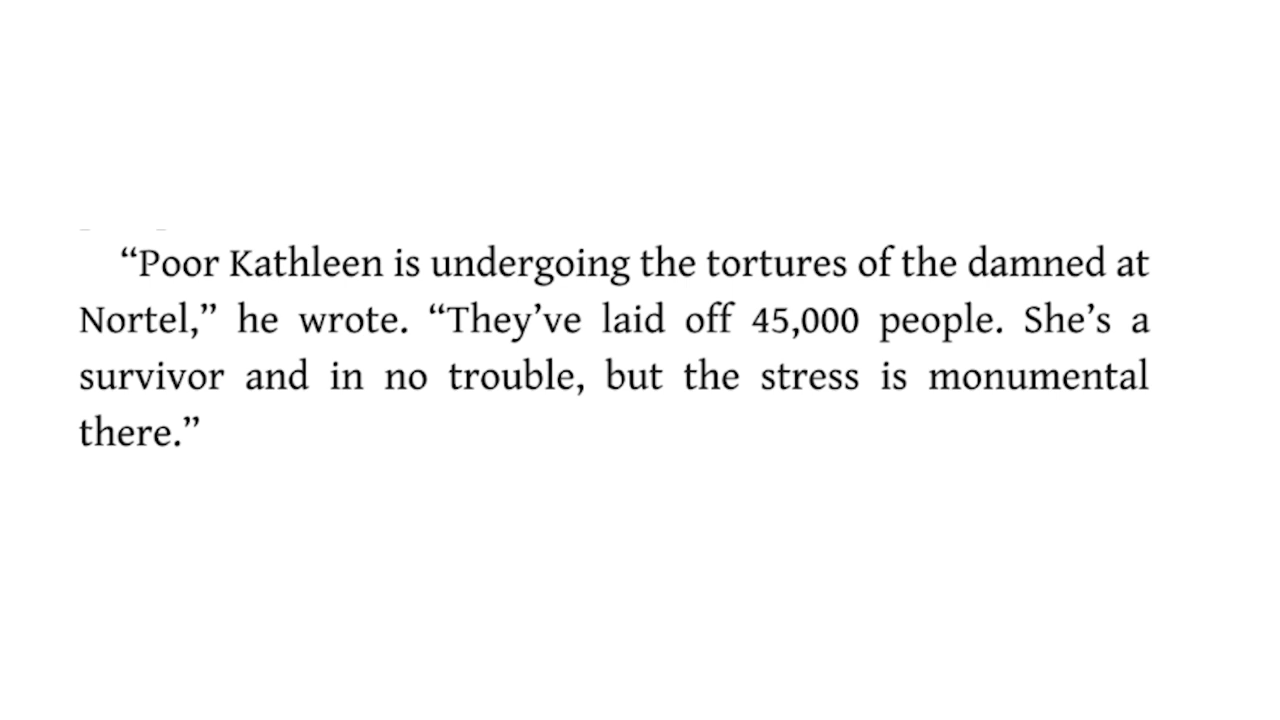 “Poor Kathleen is undergoing the tortures of the damned at
Nortel,” he wrote. “They’ve laid off 45,000 people. She’s a
survivor and in no trouble, but the stress is monumental
there.”